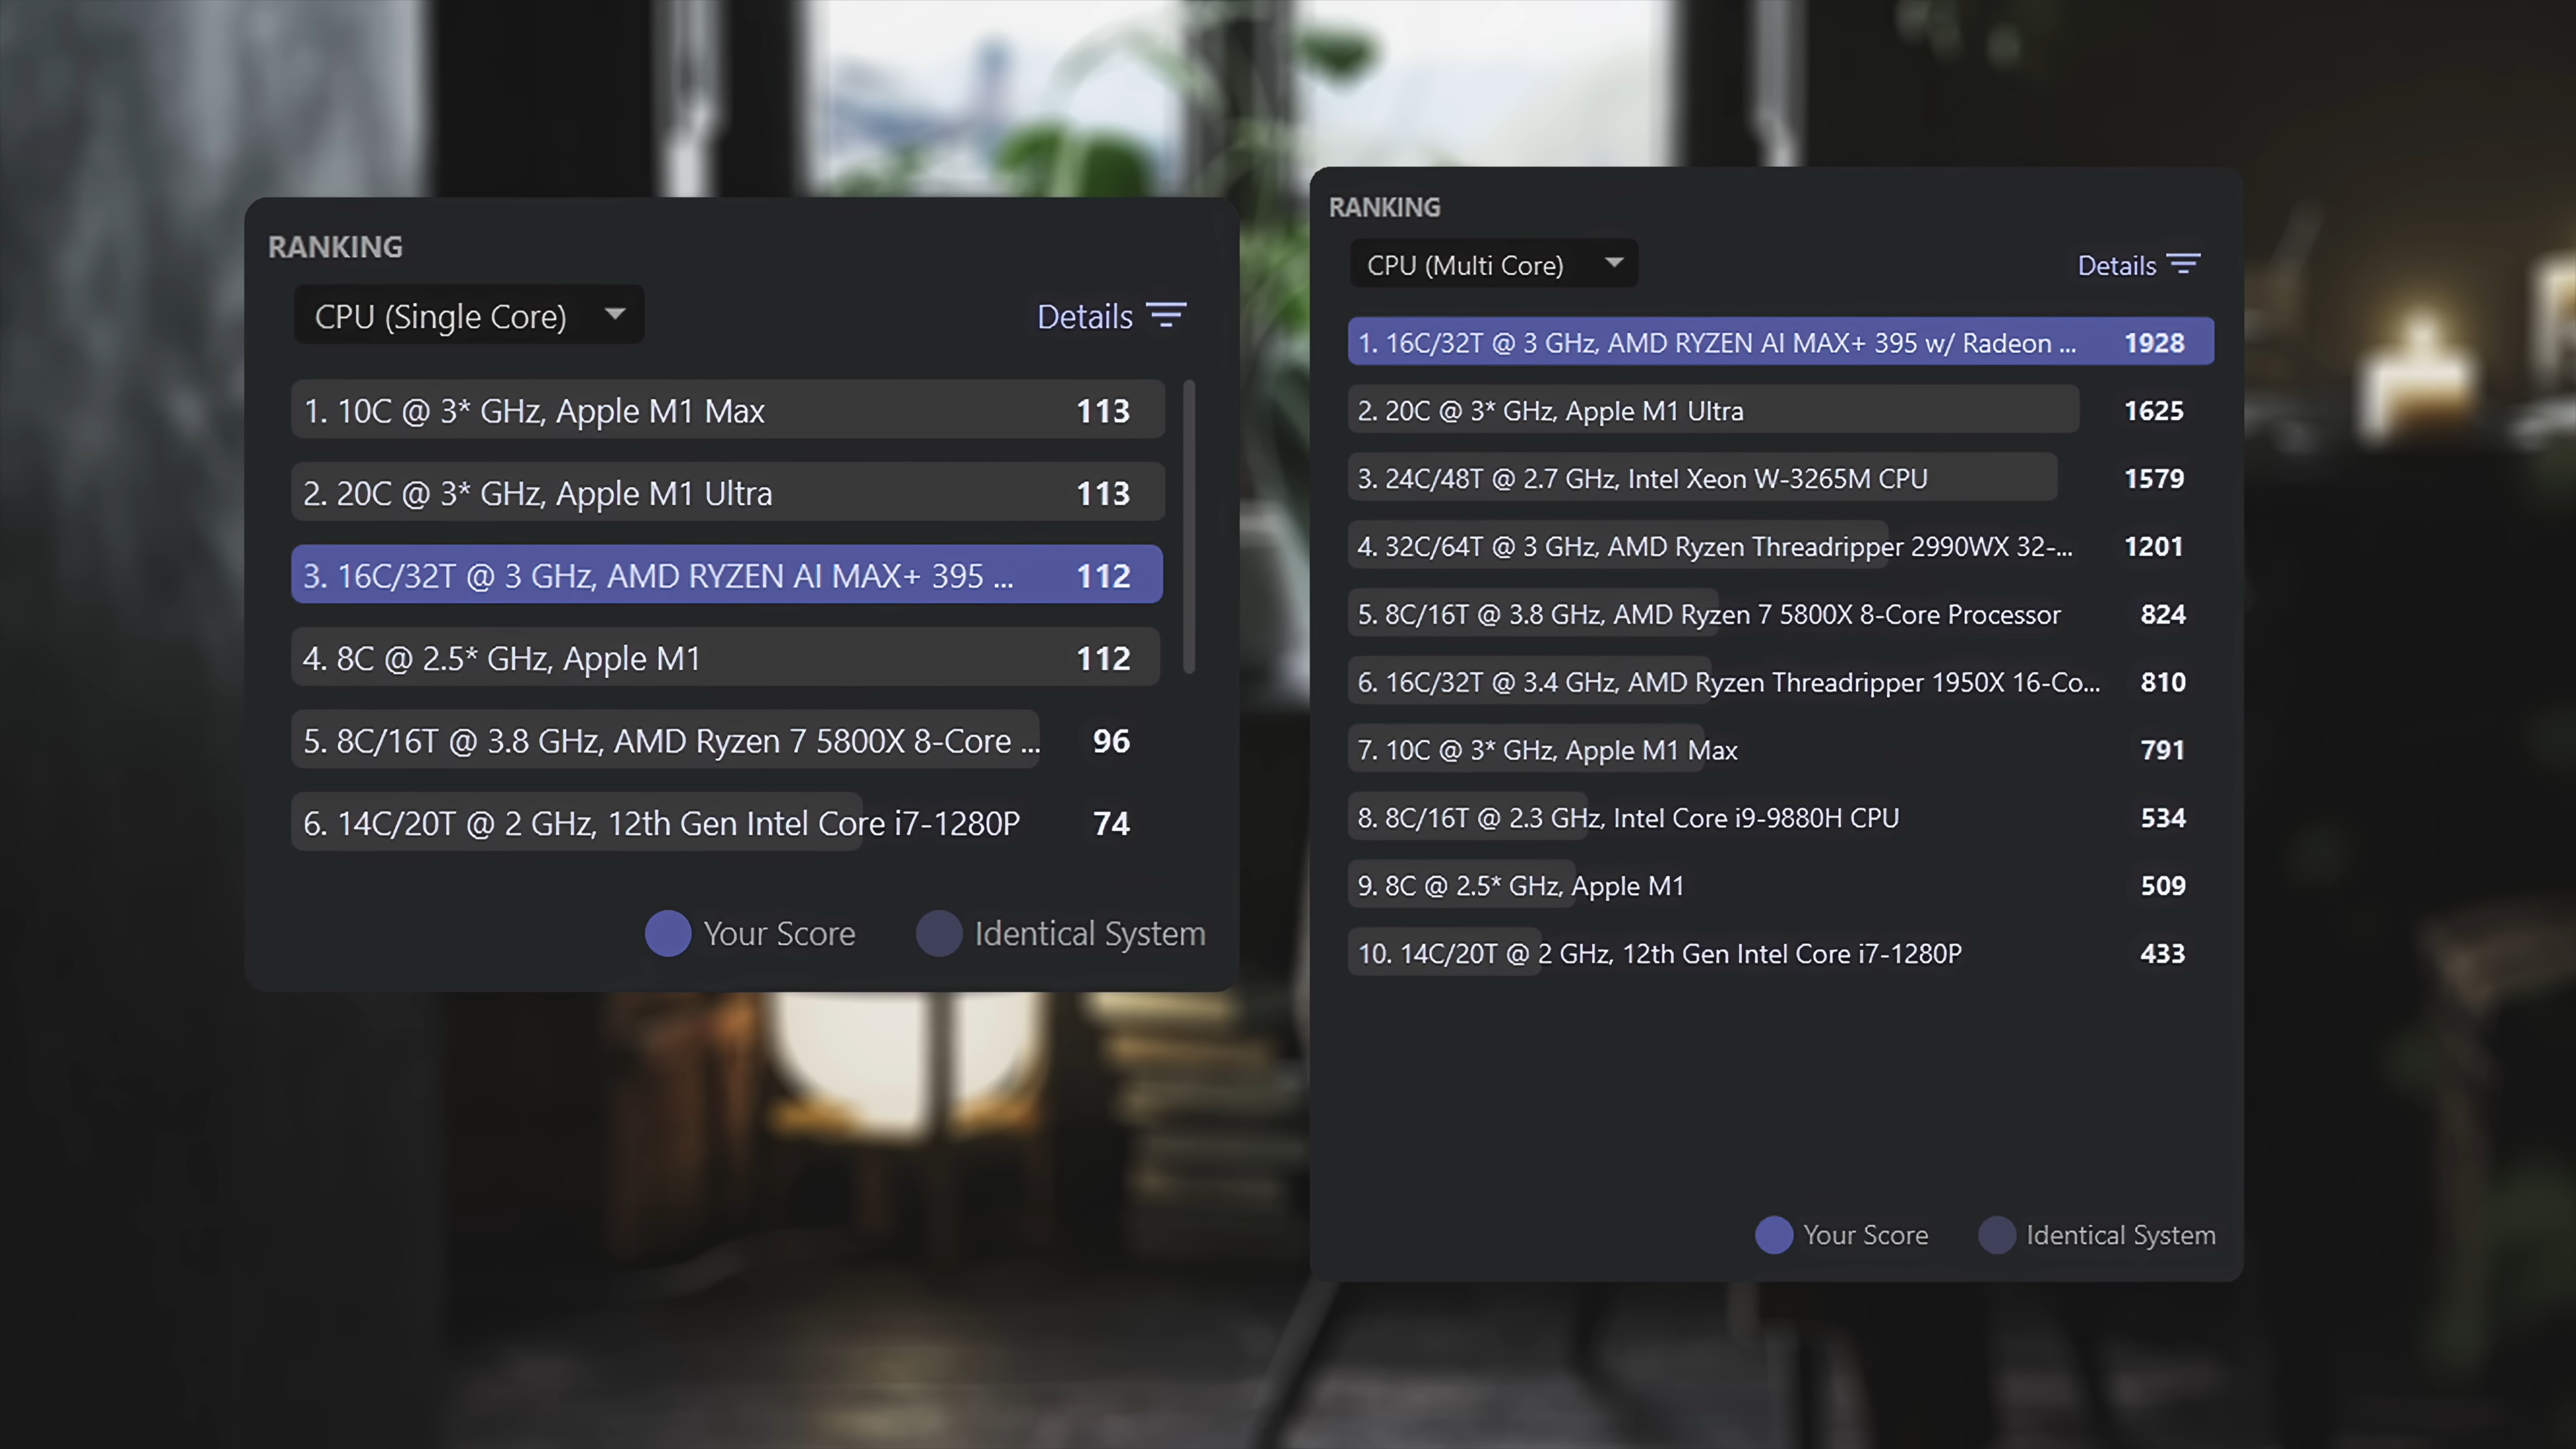 RANKING
CPU (Single Core)
Details
1. 10C @ 3* GHz, Apple M1 Max 113
2. 20C @ 3* GHz, Apple M1 Ultra 113
3. 16C/32T @ 3 GHz, AMD RYZEN AI MAX+ 395 ... 112
4. 8C @ 2.5* GHz, Apple M1 112
5. 8C/16T @ 3.8 GHz, AMD Ryzen 7 5800X 8-Core ... 96
6. 14C/20T @ 2 GHz, 12th Gen Intel Core i7-1280P 74
Your Score Identical System
RANKING
CPU (Multi Core)
Details
1. 16C/32T @ 3 GHz, AMD RYZEN AI MAX+ 395 w/ Radeon ... 1928
2. 20C @ 3* GHz, Apple M1 Ultra 1625
3. 24C/48T @ 2.7 GHz, Intel Xeon W-3265M CPU 1579
4. 32C/64T @ 3 GHz, AMD Ryzen Threadripper 2990WX 32-... 1201
5. 8C/16T @ 3.8 GHz, AMD Ryzen 7 5800X 8-Core Processor 824
6. 16C/32T @ 3.4 GHz, AMD Ryzen Threadripper 1950X 16-Co... 810
7. 10C @ 3* GHz, Apple M1 Max 791
8. 8C/16T @ 2.3 GHz, Intel Core i9-9880H CPU 534
9. 8C @ 2.5* GHz, Apple M1 509
10. 14C/20T @ 2 GHz, 12th Gen Intel Core i7-1280P 433
Your Score Identical System